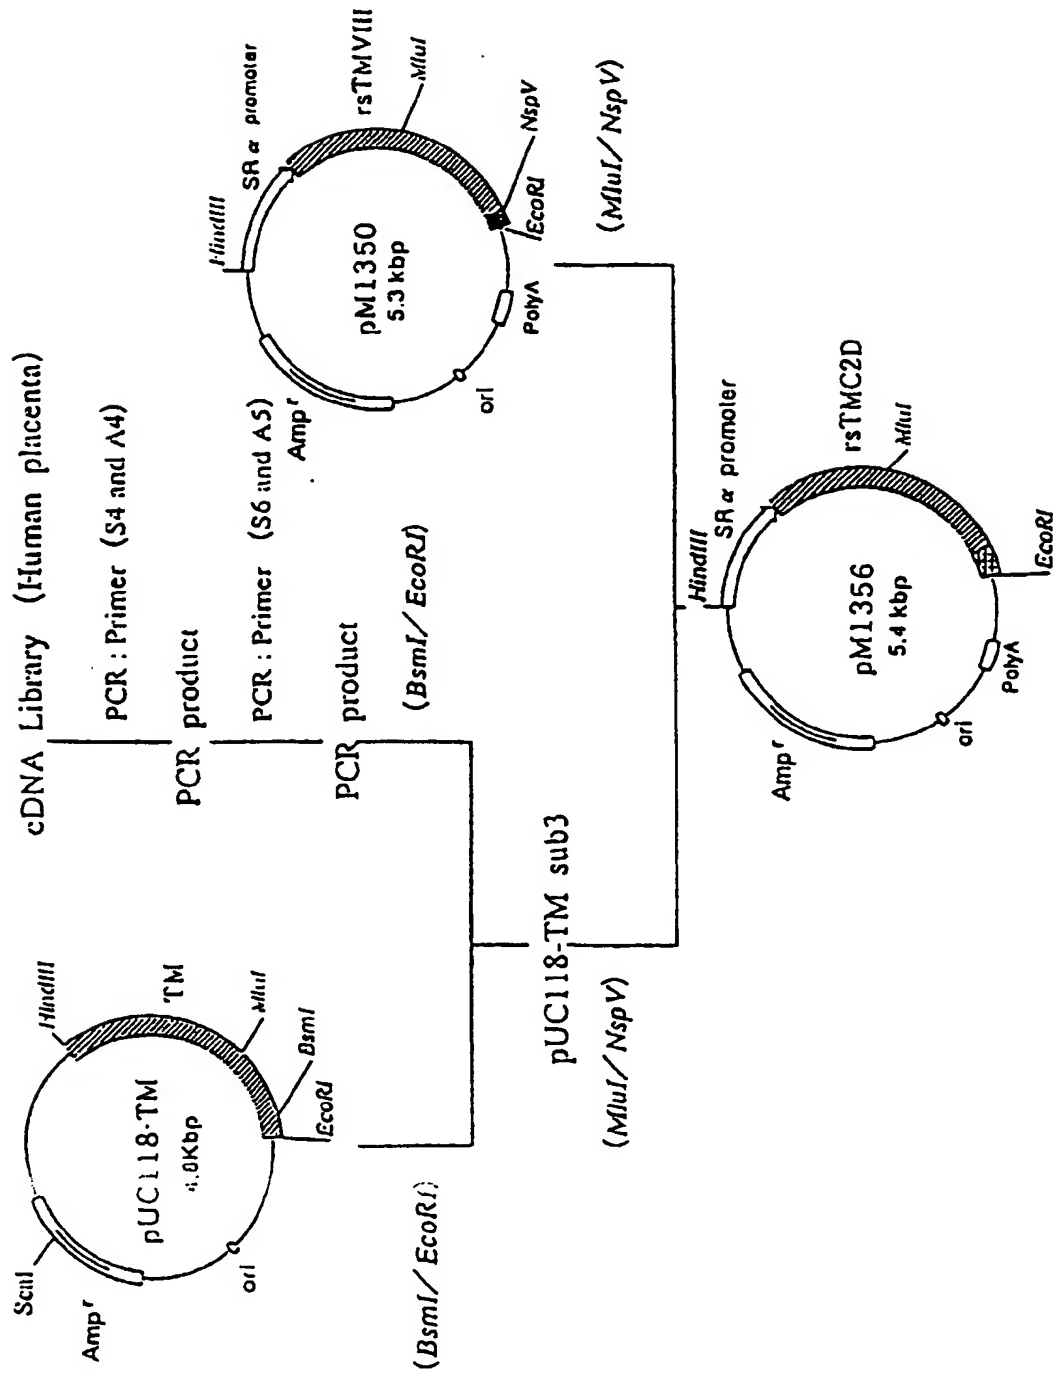 cDNA Library (Human placenta)
PCR : Primer (S4 and A4)
PCR product
PCR : Primer (S6 and A5)
PCR product
(BsmI/EcoRI)
HindIII
TM
MluI
BsmI
EcoRI
ScaI
Amp r
ori
pUC118-TM
4.0Kbp
(BsmI/EcoRI)
HindIII
SRα promoter
rsTMVIII
MluI
NspV
EcoRI
PolyA
ori
Amp r
pM1350
5.3 kbp
(MluI/NspV)
pUC118-TM sub3
(MluI/NspV)
HindIII
SRα promoter
rsTMC2D
MluI
EcoRI
PolyA
ori
Amp r
pM1356
5.4 kbp